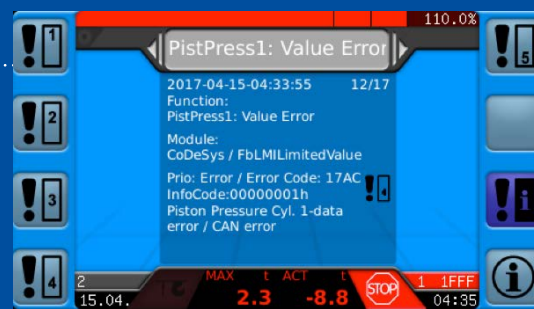 110.0%
1
PistPress1: Value Error
5
2017-04-15-04:33:55 12/17
Function:
PistPress1: Value Error
2
Module:
CoDeSys / FbLMILimitedValue
Prio: Error / Error Code: 17AC
4
InfoCode:00000001h
3
i
Piston Pressure Cyl. 1-data
error / CAN error
4
2 MAX t ACT t STOP 1 1FFF
i
15.04. 2.3 -8.8 04:35